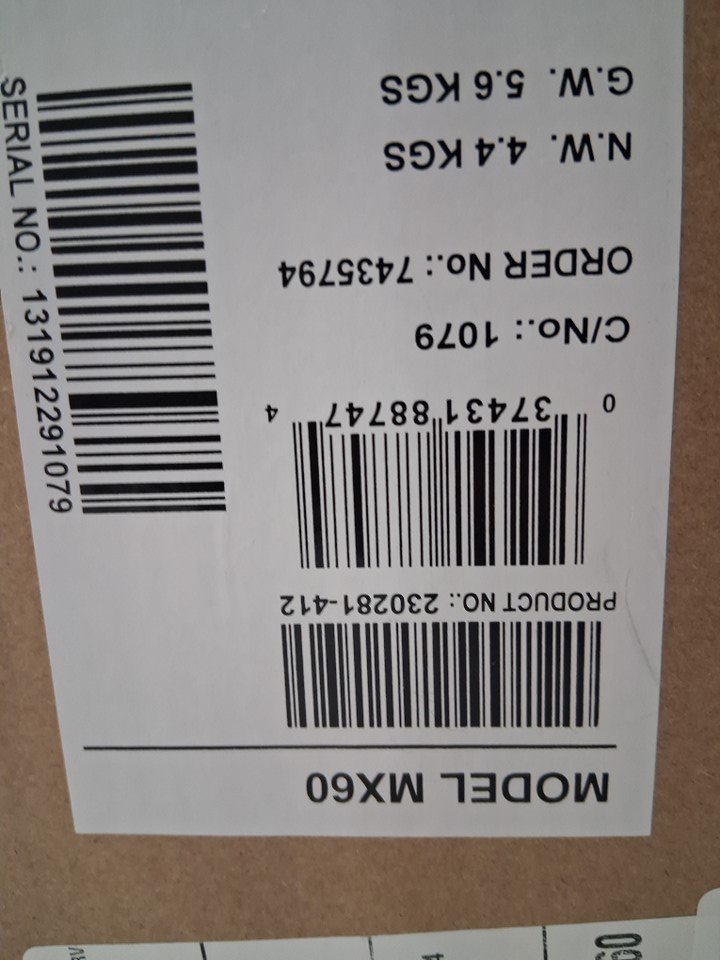 MODEL MX60
PRODUCT NO.: 230281-412
0 37431 88747 4
C/No.: 1079
ORDER No.: 7435794
N.W. 4.4 KGS
G.W. 5.6 KGS
SERIAL NO.: 131912291079